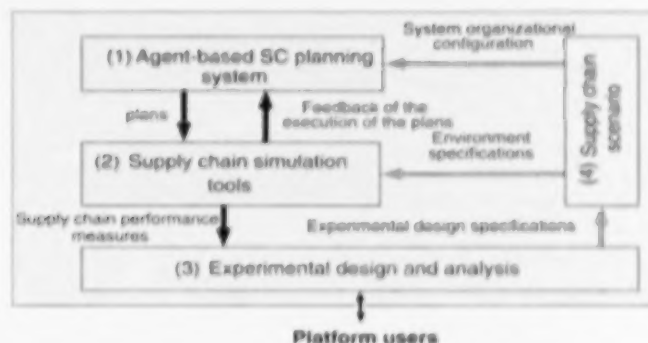 System organizational
configuration
(1) Agent-based SC planning
system
plans
Feedback of the
execution of the plans
(4) Supply chain
scenario
Environment
specifications
(2) Supply chain simulation
tools
Supply chain performance
measures
Experimental design specifications
(3) Experimental design and analysis
Platform users